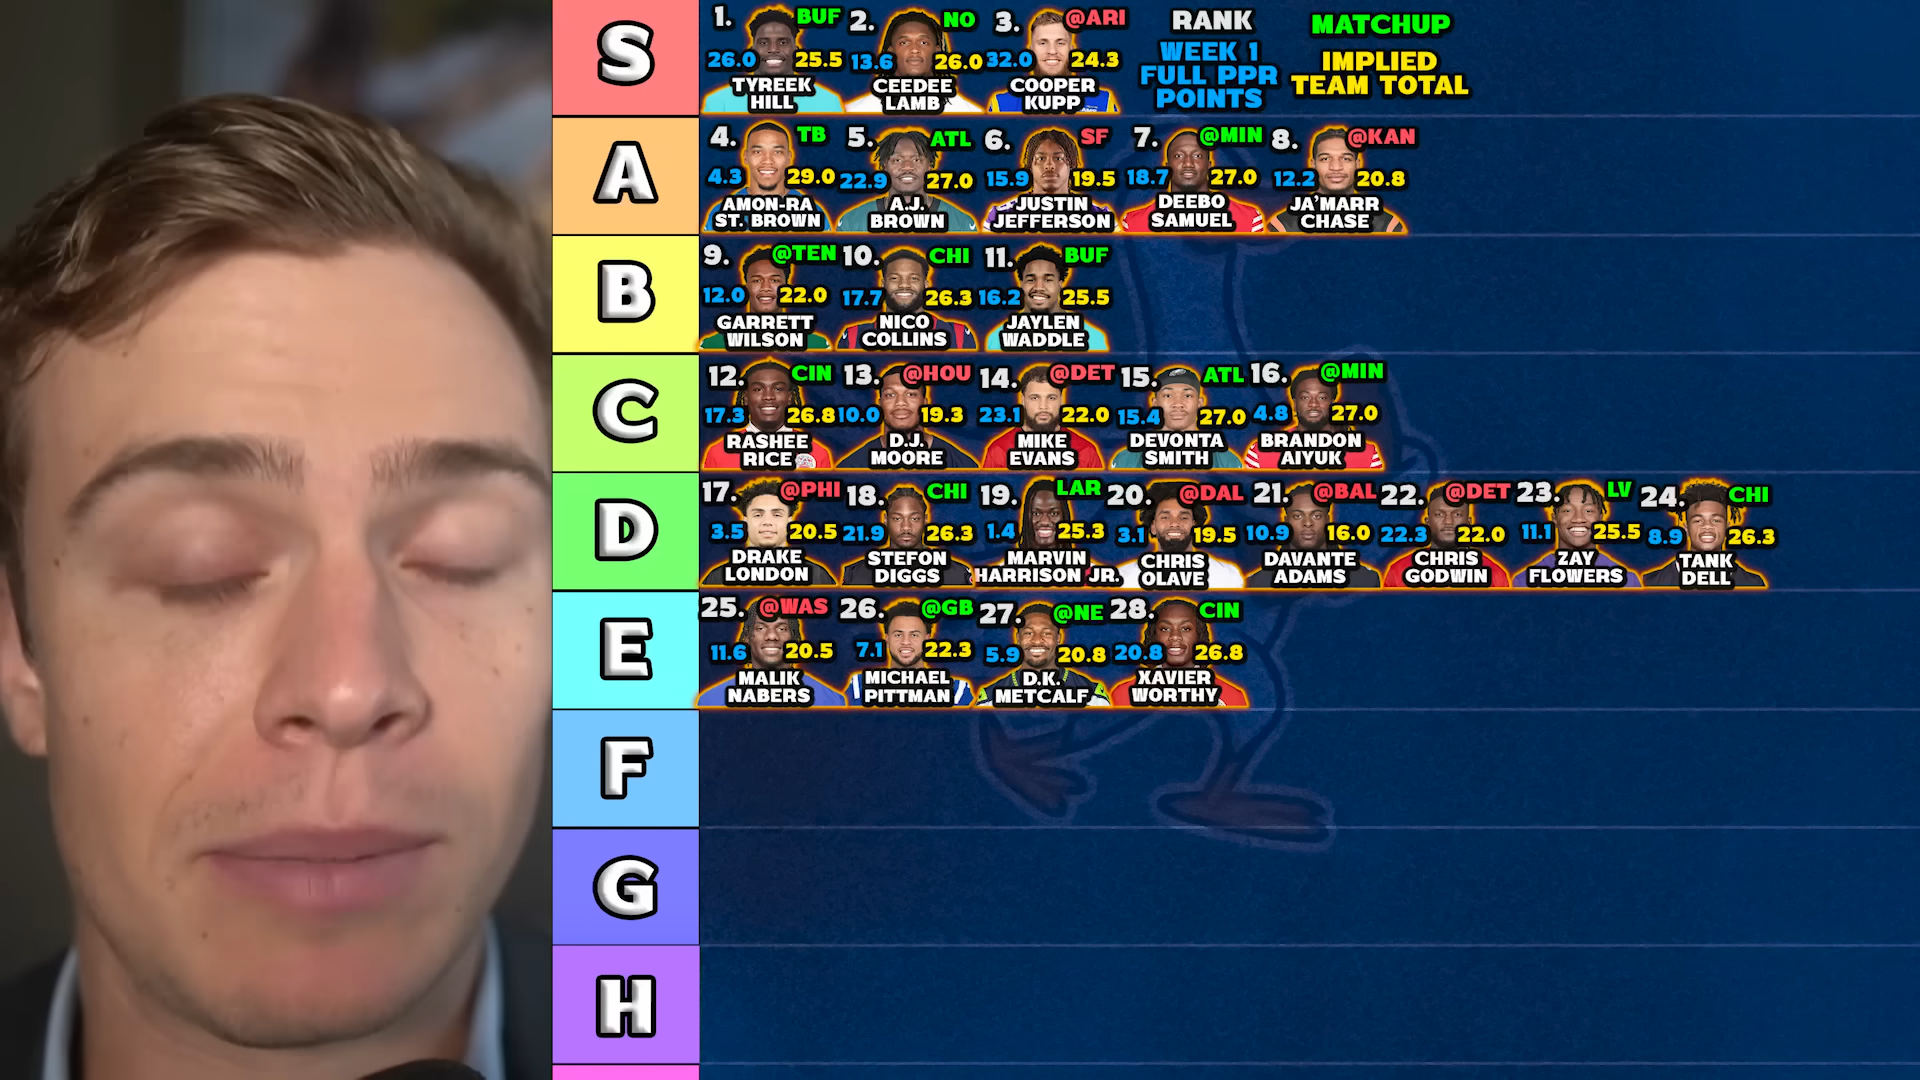 S
1. BUF
26.0 25.5
TYREEK
HILL
2. NO
13.6 26.0
CEEDEE
LAMB
3. @ARI
32.0 24.3
COOPER
KUPP
RANK
WEEK 1
FULL PPR
POINTS
MATCHUP
IMPLIED
TEAM TOTAL
A
4. TB
4.3 29.0
AMON-RA
ST. BROWN
5. ATL
22.9 27.0
A.J.
BROWN
6. SF
15.9 19.5
JUSTIN
JEFFERSON
7. @MIN
18.7 27.0
DEEBO
SAMUEL
8. @KAN
12.2 20.8
JA'MARR
CHASE
B
9. @TEN
12.0 22.0
GARRETT
WILSON
10. CHI
17.7 26.3
NICO
COLLINS
11. BUF
16.2 25.5
JAYLEN
WADDLE
C
12. CIN
17.3 26.8
RASHEE
RICE
13. @HOU
10.0 19.3
D.J.
MOORE
14. @DET
23.1 22.0
MIKE
EVANS
15. ATL
15.4 27.0
DEVONTA
SMITH
16. @MIN
4.8 27.0
BRANDON
AIYUK
D
17. @PHI
3.5 20.5
DRAKE
LONDON
18. CHI
21.9 26.3
STEFON
DIGGS
19. LAR
1.4 25.3
MARVIN
HARRISON JR.
20. @DAL
3.1 19.5
CHRIS
OLAVE
21. @BAL
10.9 16.0
DAVANTE
ADAMS
22. @DET
22.3 22.0
CHRIS
GODWIN
23. LV
11.1 25.5
ZAY
FLOWERS
24. CHI
8.9 26.3
TANK
DELL
E
25. @WAS
11.6 20.5
MALIK
NABERS
26. @GB
7.1 22.3
MICHAEL
PITTMAN
27. @NE
5.9 20.8
D.K.
METCALF
28. CIN
20.8 26.8
XAVIER
WORTHY
F
G
H